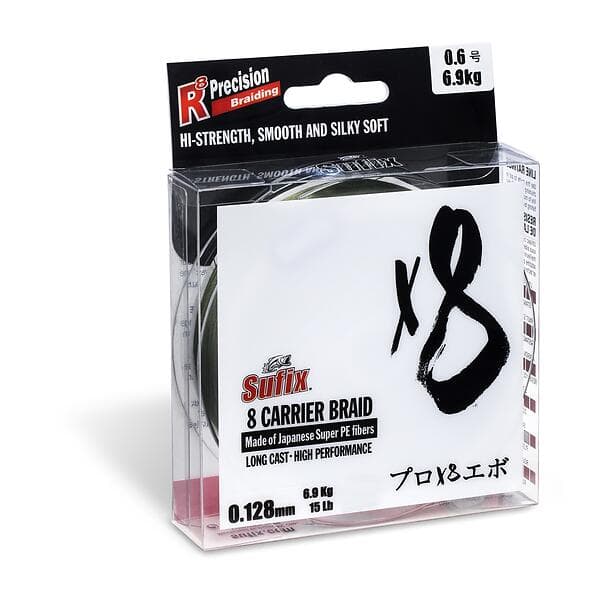 R8 Precision
Braiding
HI-STRENGTH, SMOOTH AND SILKY SOFT
0.6号
6.9kg
x8
Sufix
8 CARRIER BRAID
Made of Japanese Super PE fibers
LONG CAST - HIGH PERFORMANCE
プロX8エボ
0.128mm
6.9 Kg
15 Lb